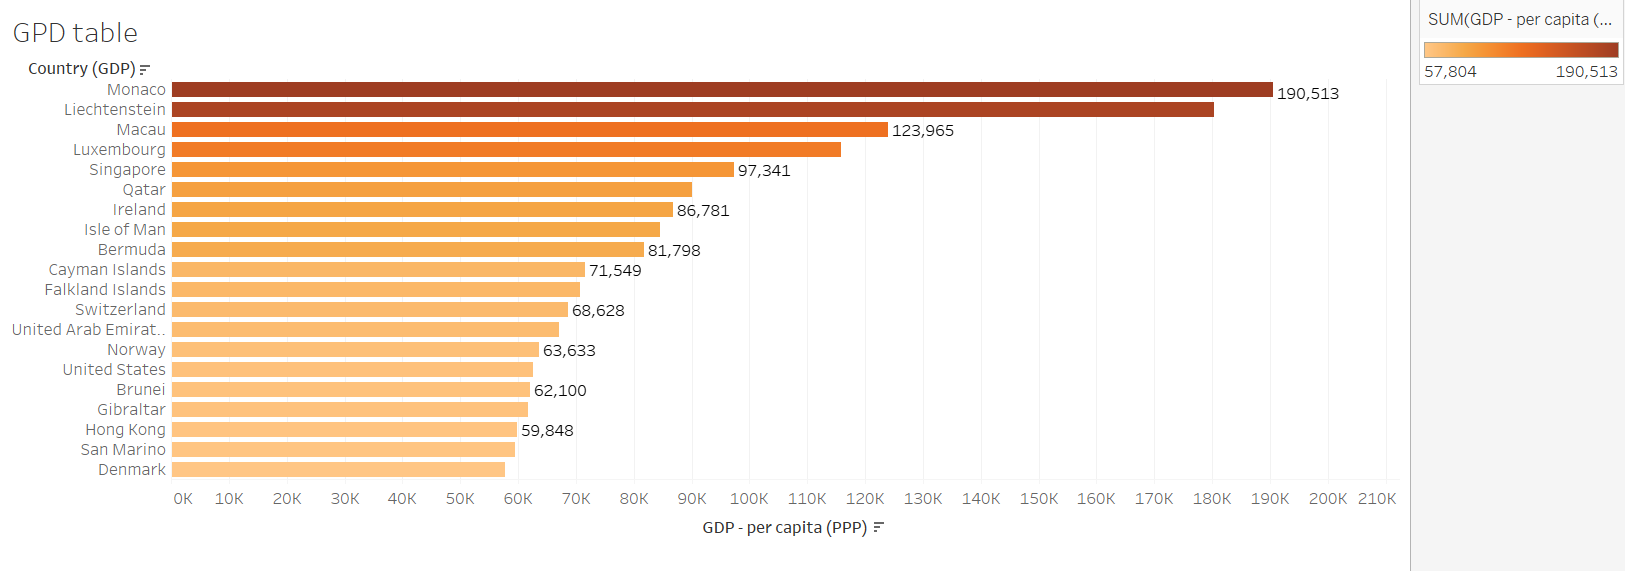 GPD table
SUM(GDP - per capita (...
57,804 190,513
Country (GDP)
Monaco 190,513
Liechtenstein
Macau 123,965
Luxembourg
Singapore 97,341
Qatar
Ireland 86,781
Isle of Man
Bermuda 81,798
Cayman Islands 71,549
Falkland Islands
Switzerland 68,628
United Arab Emirat..
Norway 63,633
United States
Brunei 62,100
Gibraltar
Hong Kong 59,848
San Marino
Denmark
0K 10K 20K 30K 40K 50K 60K 70K 80K 90K 100K 110K 120K 130K 140K 150K 160K 170K 180K 190K 200K 210K
GDP - per capita (PPP)